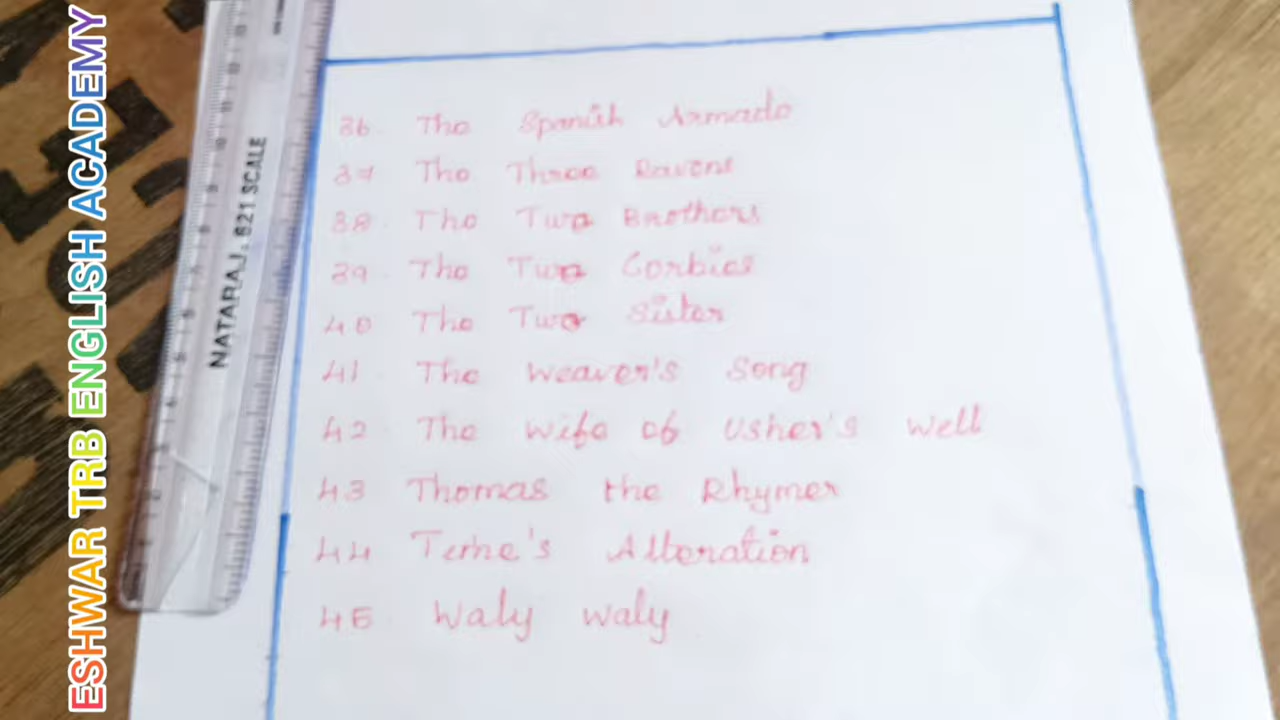 ESHWAR TRB ENGLISH ACADEMY
NATARAJ. 621 SCALE
36. The Spanish Armado
37 The Three Ravens
38. The Two Brothers
39. The Two Corbies
40 The Two Sister
41. The Weaver's Song
42 The Wife of Usher's Well
43 Thomas the Rhymer
44 Time's Alteration
45. Waly Waly